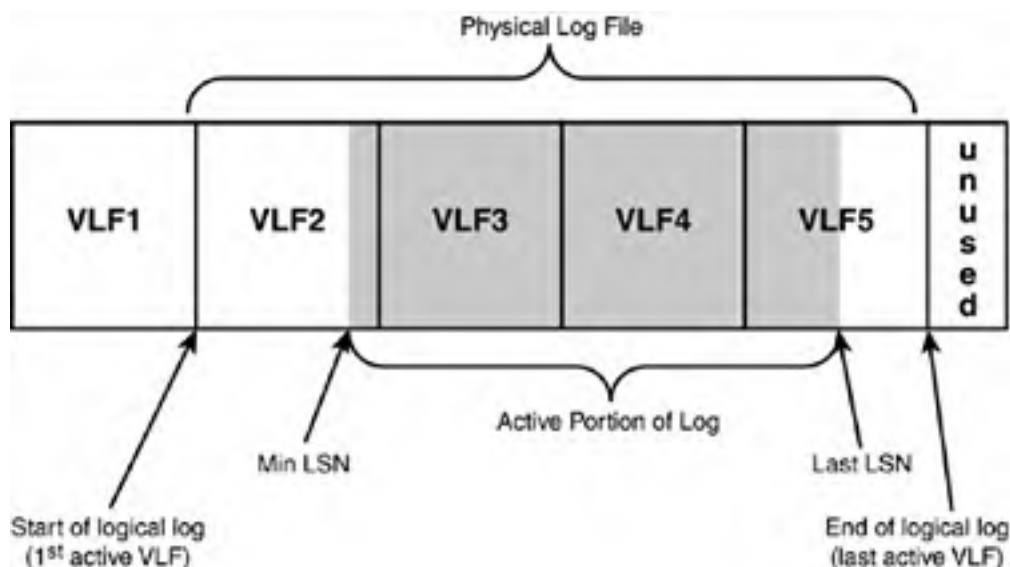 Physical Log File
VLF1
VLF2
VLF3
VLF4
VLF5
unused
Active Portion of Log
Min LSN
Last LSN
Start of logical log
(1st active VLF)
End of logical log
(last active VLF)